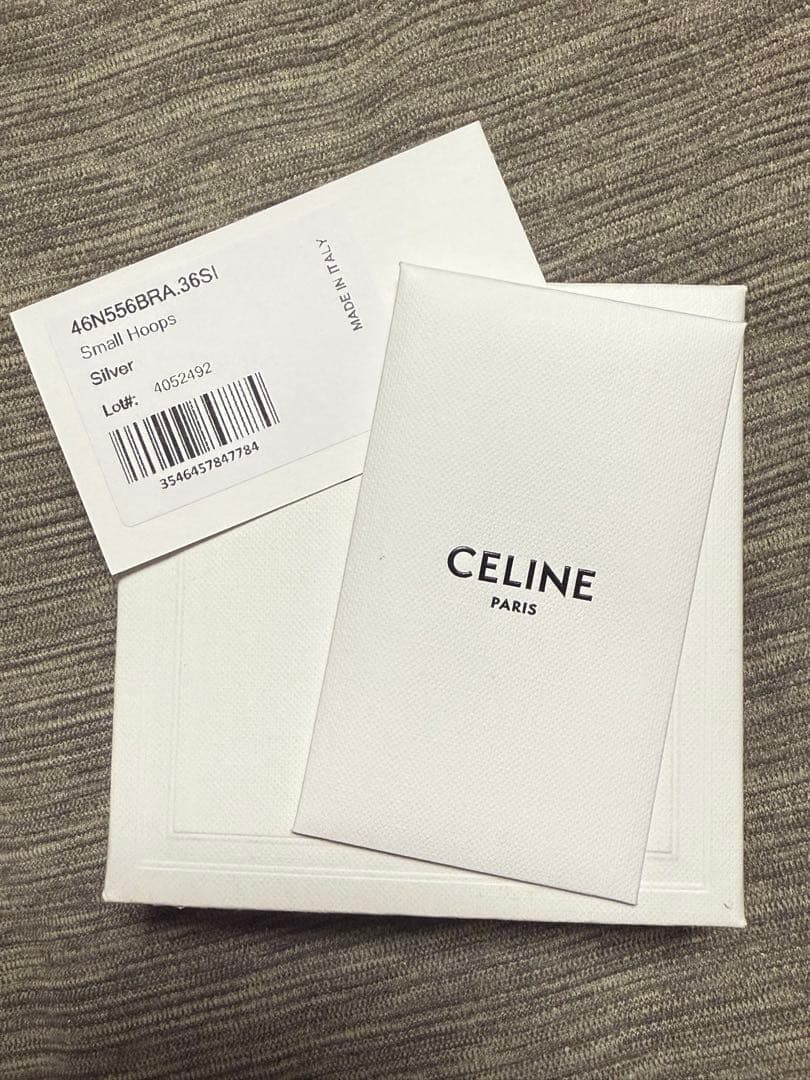 46N556BRA.36SI
Small Hoops
Silver
Lot#: 4052492
3546457847784
MADE IN ITALY
CELINE
PARIS